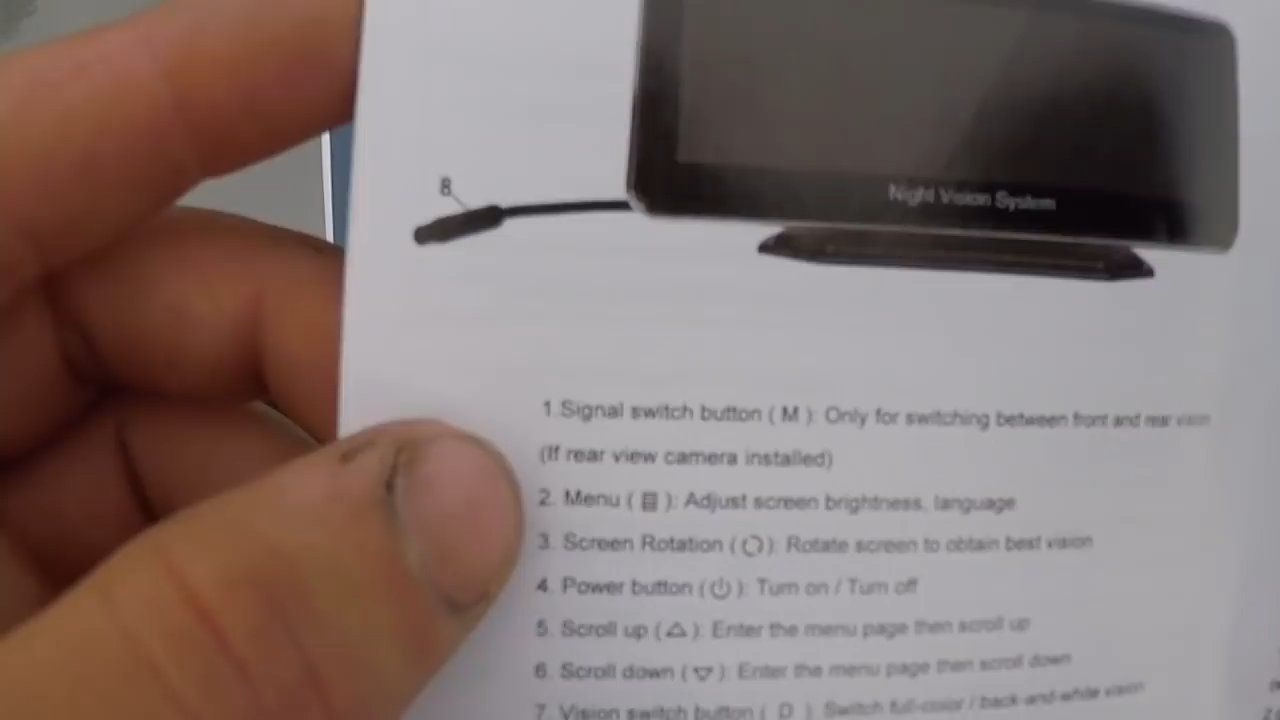 8
Night Vision System
1.Signal switch button ( M ): Only for switching between front and rear vision
(If rear view camera installed)
2. Menu ( ): Adjust screen brightness, language
3. Screen Rotation ( ): Rotate screen to obtain best vision
4. Power button ( ): Turn on / Turn off
5. Scroll up ( △ ): Enter the menu page then scroll up
6. Scroll down ( ▽ ): Enter the menu page then scroll down
7. Vision switch button ( D ): Switch full-color / back-and-white vision